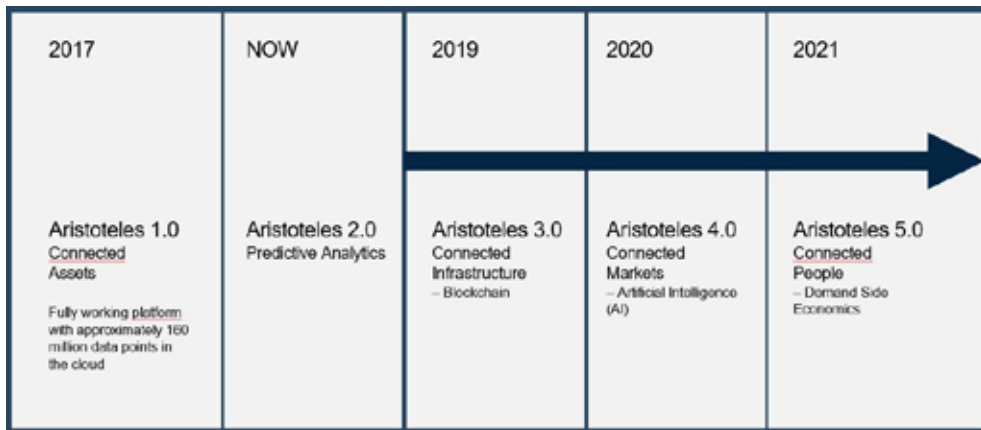 2017
NOW
2019
2020
2021
Aristoteles 1.0
Connected
Assets
Fully working platform
with approximately 160
million data points in
the cloud
Aristoteles 2.0
Predictive Analytics
Aristoteles 3.0
Connected
Infrastructure
– Blockchain
Aristoteles 4.0
Connected
Markets
– Artificial Intelligence
(AI)
Aristoteles 5.0
Connected
People
– Demand Side
Economics